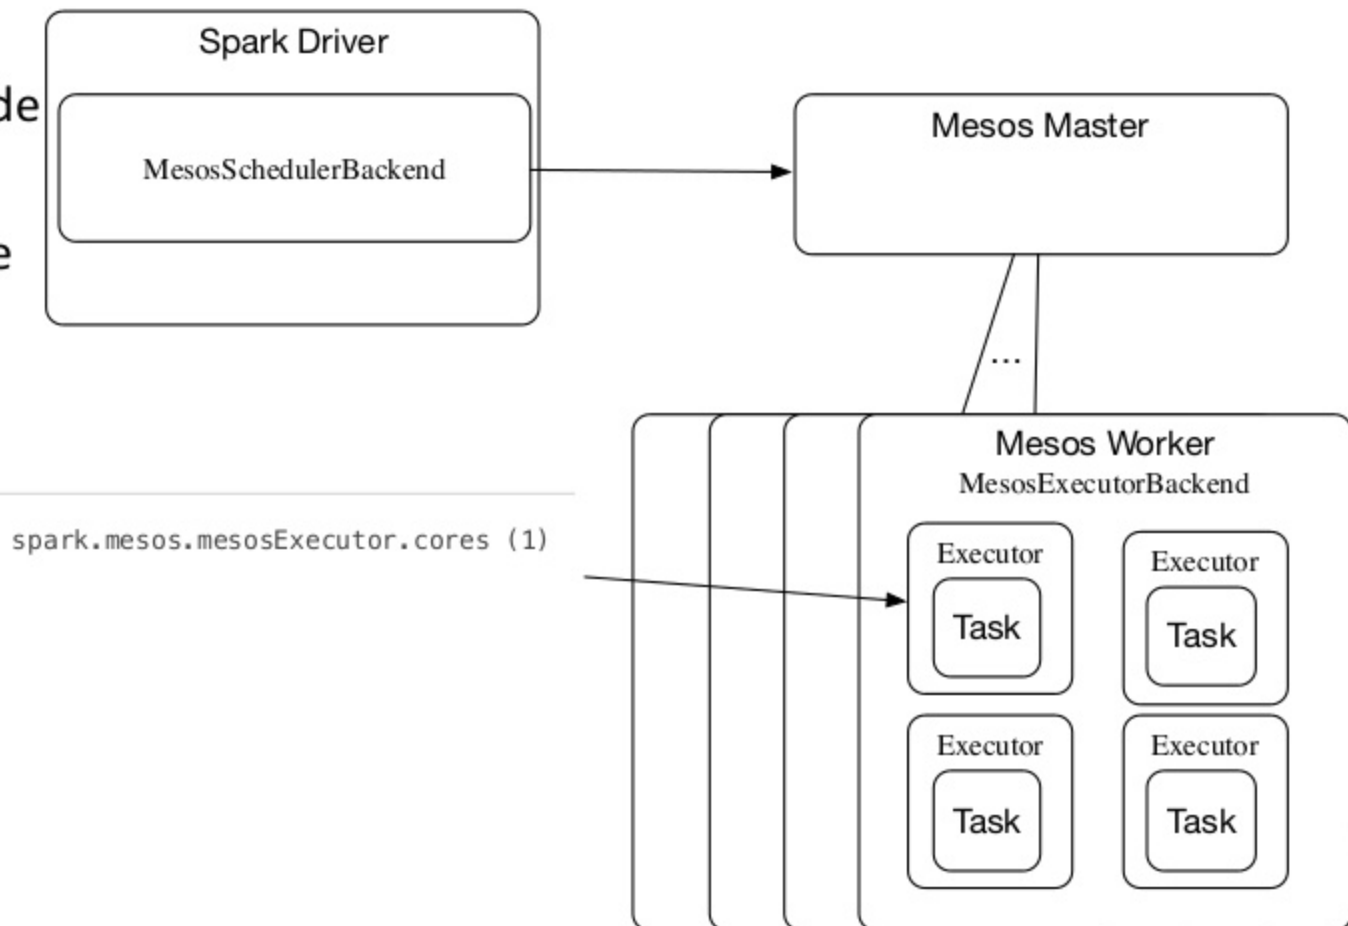 Spark Driver
de
MesosSchedulerBackend
e
Mesos Master
...
Mesos Worker
MesosExecutorBackend
spark.mesos.mesosExecutor.cores (1)
Executor
Task
Executor
Task
Executor
Task
Executor
Task